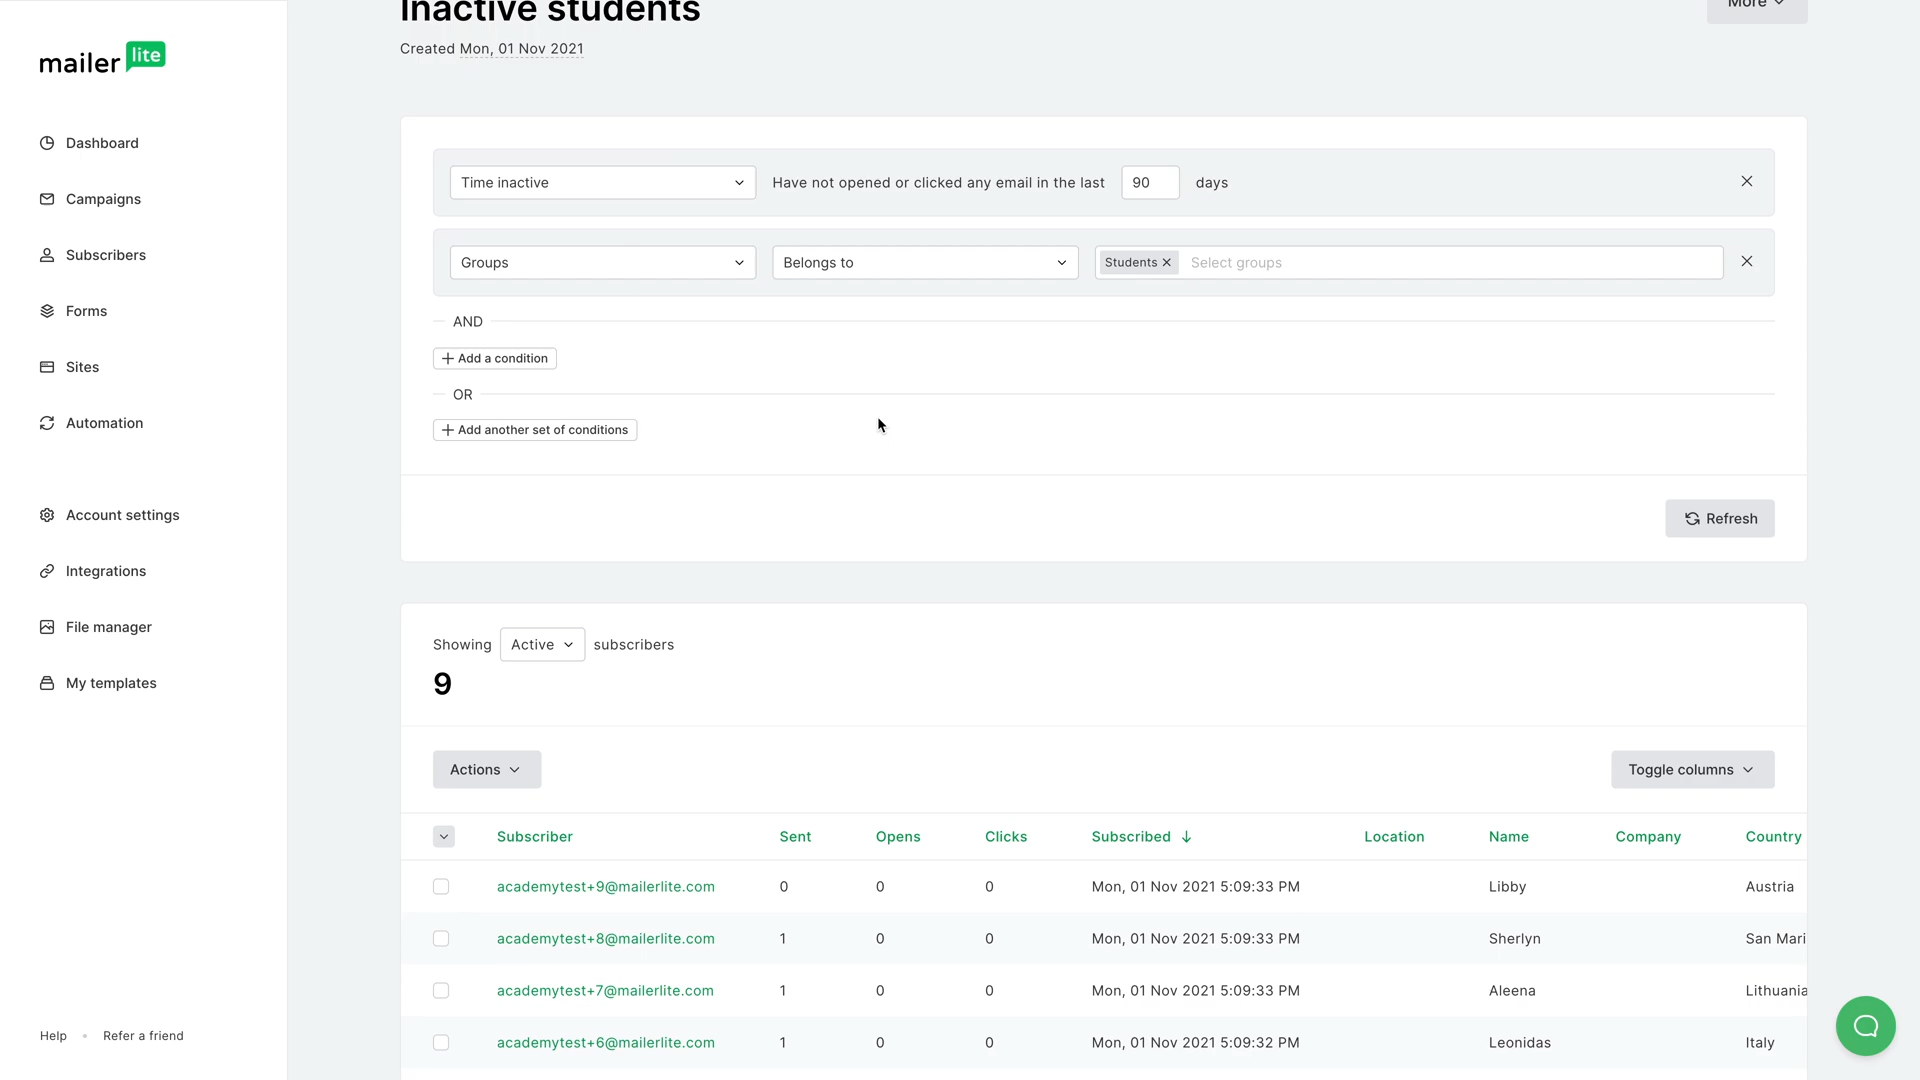 Inactive students
More
Created Mon, 01 Nov 2021
mailer lite
Dashboard
Campaigns
Subscribers
Forms
Sites
Automation
Account settings
Integrations
File manager
My templates
Help • Refer a friend
Time inactive Have not opened or clicked any email in the last 90 days
Groups Belongs to Students Select groups
AND
Add a condition
OR
Add another set of conditions
Refresh
Showing Active subscribers
9
Actions Toggle columns
Subscriber Sent Opens Clicks Subscribed Location Name Company Country
academytest+9@mailerlite.com 0 0 0 Mon, 01 Nov 2021 5:09:33 PM Libby Austria
academytest+8@mailerlite.com 1 0 0 Mon, 01 Nov 2021 5:09:33 PM Sherlyn San Mari
academytest+7@mailerlite.com 1 0 0 Mon, 01 Nov 2021 5:09:33 PM Aleena Lithuania
academytest+6@mailerlite.com 1 0 0 Mon, 01 Nov 2021 5:09:32 PM Leonidas Italy